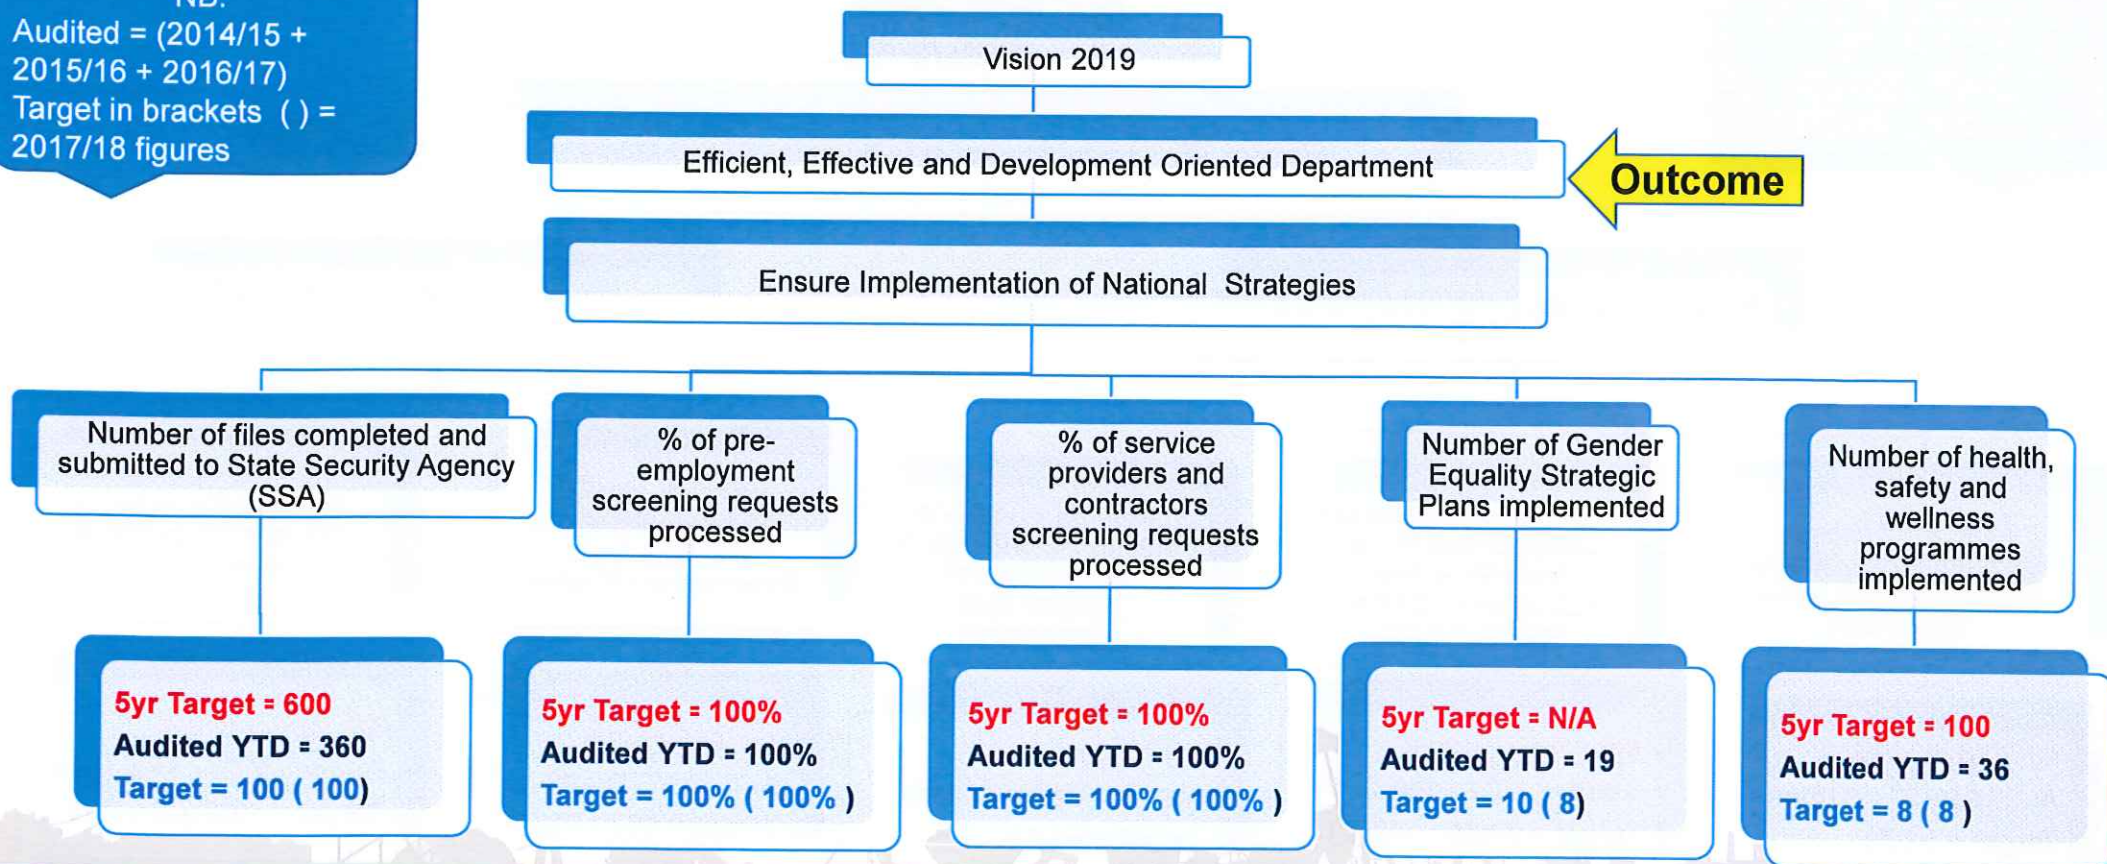 NB:
Audited = (2014/15 +
2015/16 + 2016/17)
Target in brackets ( ) =
2017/18 figures
Vision 2019
Efficient, Effective and Development Oriented Department
Outcome
Ensure Implementation of National Strategies
Number of files completed and
submitted to State Security Agency
(SSA)
% of pre-
employment
screening requests
processed
% of service
providers and
contractors
screening requests
processed
Number of Gender
Equality Strategic
Plans implemented
Number of health,
safety and
wellness
programmes
implemented
5yr Target = 600
Audited YTD = 360
Target = 100 ( 100)
5yr Target = 100%
Audited YTD = 100%
Target = 100% ( 100% )
5yr Target = 100%
Audited YTD = 100%
Target = 100% ( 100% )
5yr Target = N/A
Audited YTD = 19
Target = 10 ( 8)
5yr Target = 100
Audited YTD = 36
Target = 8 ( 8 )